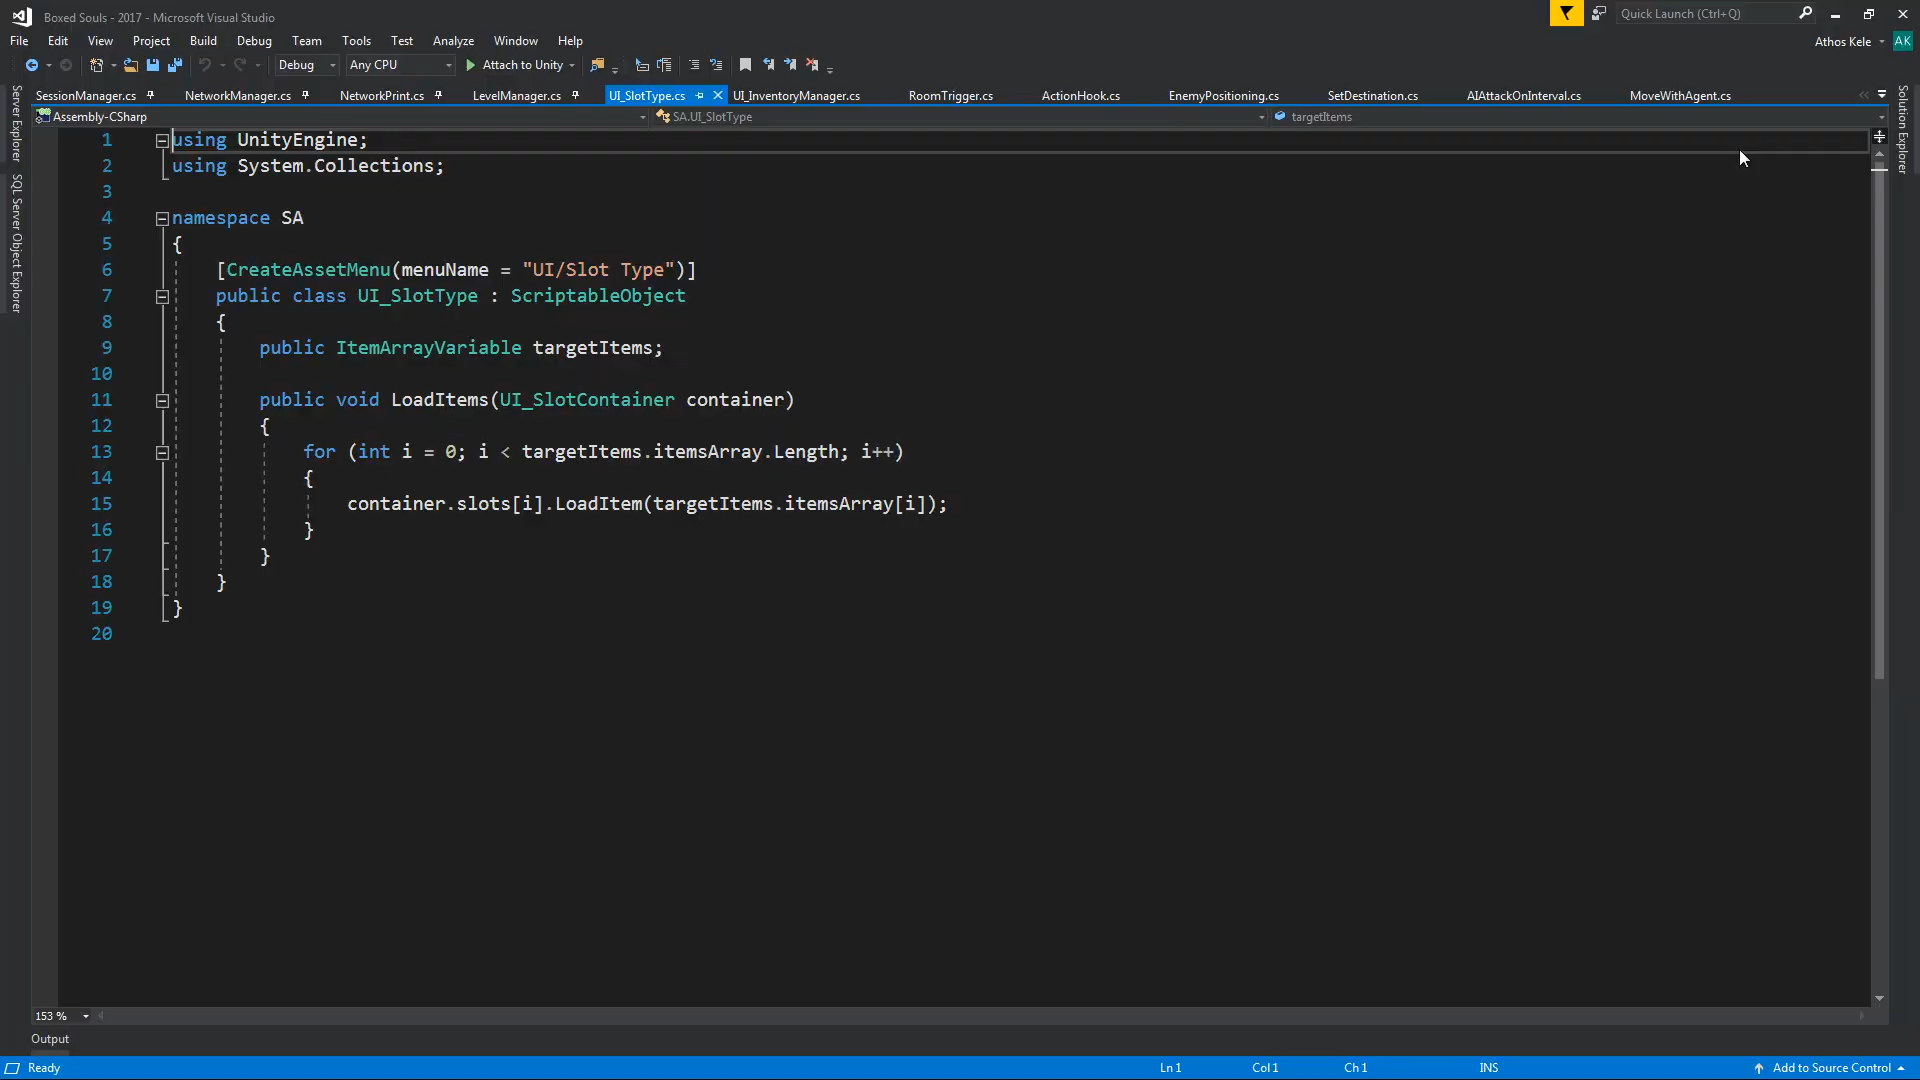 Boxed Souls - 2017 - Microsoft Visual Studio
Quick Launch (Ctrl+Q)
File Edit View Project Build Debug Team Tools Test Analyze Window Help
Athos Kele AK
Debug Any CPU Attach to Unity
SessionManager.cs NetworkManager.cs NetworkPrint.cs LevelManager.cs UI_SlotType.cs UI_InventoryManager.cs RoomTrigger.cs ActionHook.cs EnemyPositioning.cs SetDestination.cs AIAttackOnInterval.cs MoveWithAgent.cs
Assembly-CSharp SA.UI_SlotType targetItems
Server Explorer
SQL Server Object Explorer
Solution Explorer
1 using UnityEngine;
2 using System.Collections;
3
4 namespace SA
5 {
6 [CreateAssetMenu(menuName = "UI/Slot Type")]
7 public class UI_SlotType : ScriptableObject
8 {
9 public ItemArrayVariable targetItems;
10
11 public void LoadItems(UI_SlotContainer container)
12 {
13 for (int i = 0; i < targetItems.itemsArray.Length; i++)
14 {
15 container.slots[i].LoadItem(targetItems.itemsArray[i]);
16 }
17 }
18 }
19 }
20
153 %
Output
Ready Ln 1 Col 1 Ch 1 INS Add to Source Control